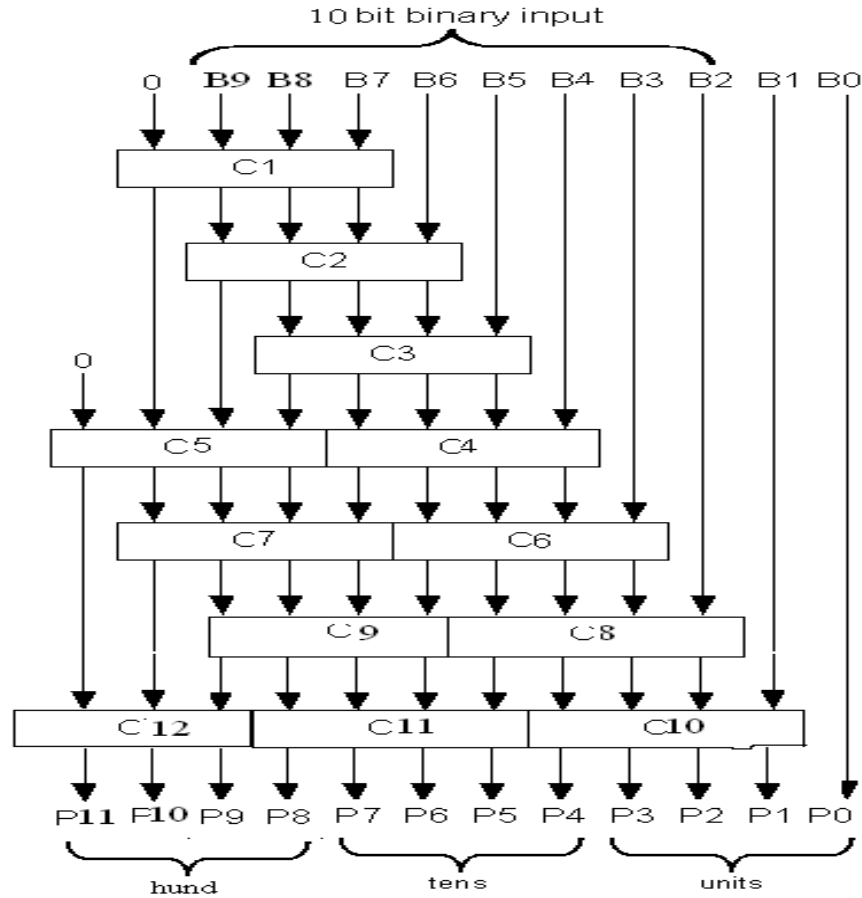 10 bit binary input
0 B9 B8 B7 B6 B5 B4 B3 B2 B1 B0
C1
C2
C3
0
C5 C4
C7 C6
C9 C8
C12 C11 C10
P11 P10 P9 P8 P7 P6 P5 P4 P3 P2 P1 P0
hund tens units